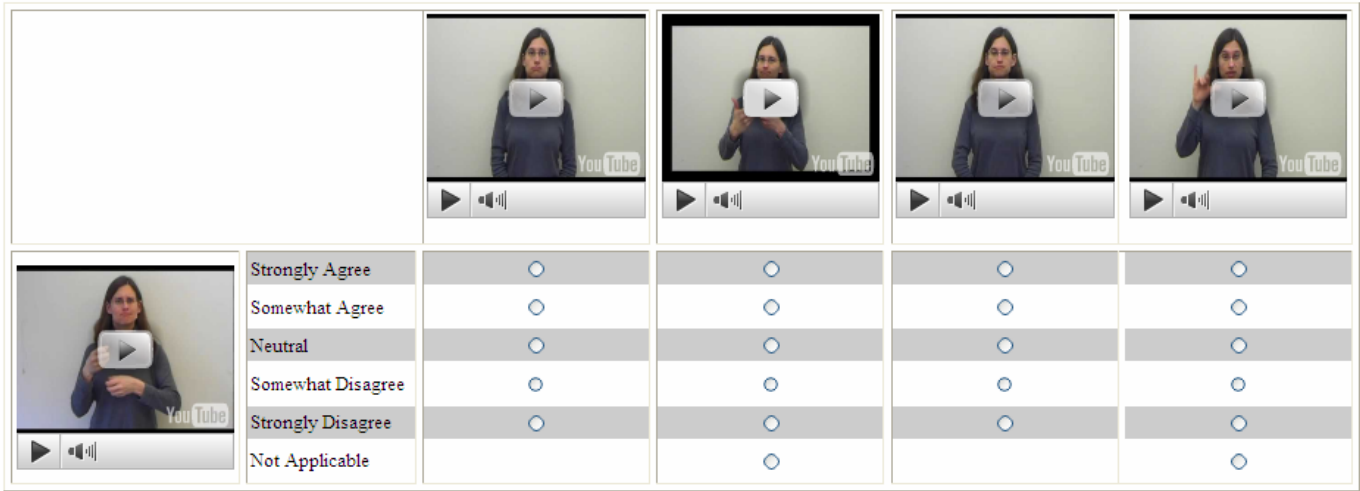 YouTube
YouTube
YouTube
YouTube
Strongly Agree
Somewhat Agree
Neutral
Somewhat Disagree
Strongly Disagree
Not Applicable
YouTube